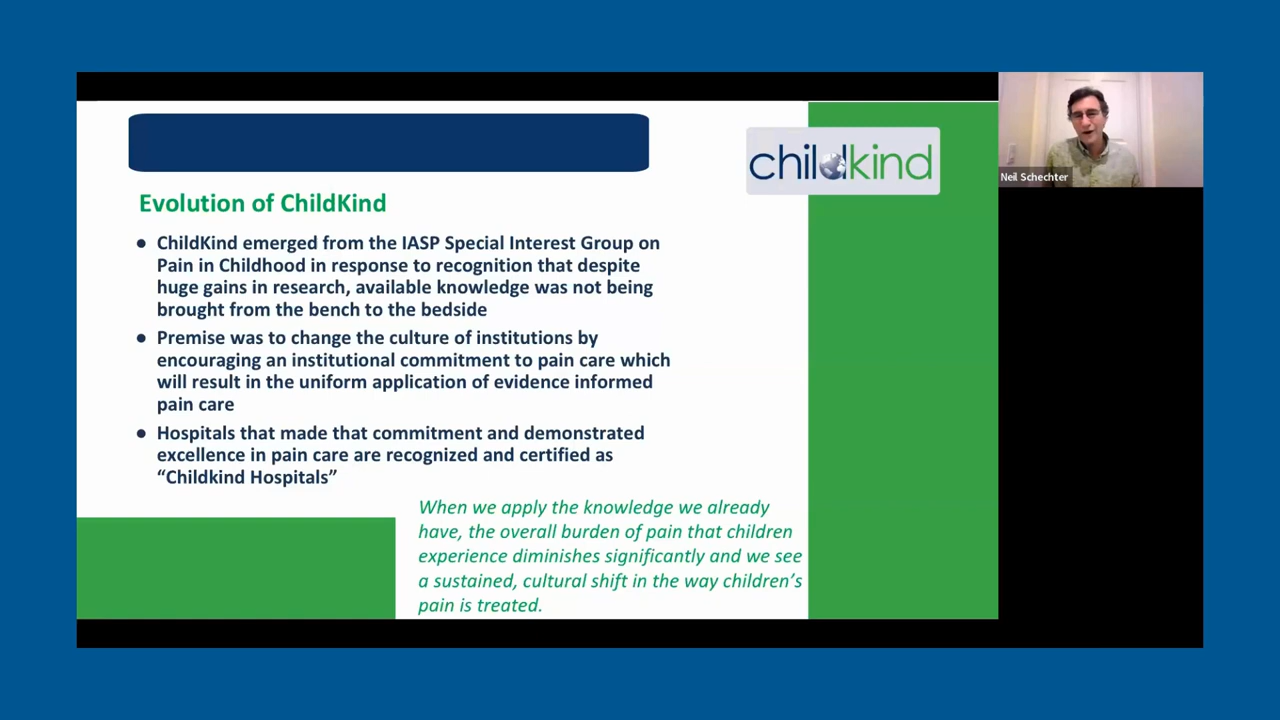 childkind
Neil Schechter
Evolution of ChildKind
● ChildKind emerged from the IASP Special Interest Group on
Pain in Childhood in response to recognition that despite
huge gains in research, available knowledge was not being
brought from the bench to the bedside
● Premise was to change the culture of institutions by
encouraging an institutional commitment to pain care which
will result in the uniform application of evidence informed
pain care
● Hospitals that made that commitment and demonstrated
excellence in pain care are recognized and certified as
“Childkind Hospitals”
When we apply the knowledge we already
have, the overall burden of pain that children
experience diminishes significantly and we see
a sustained, cultural shift in the way children’s
pain is treated.